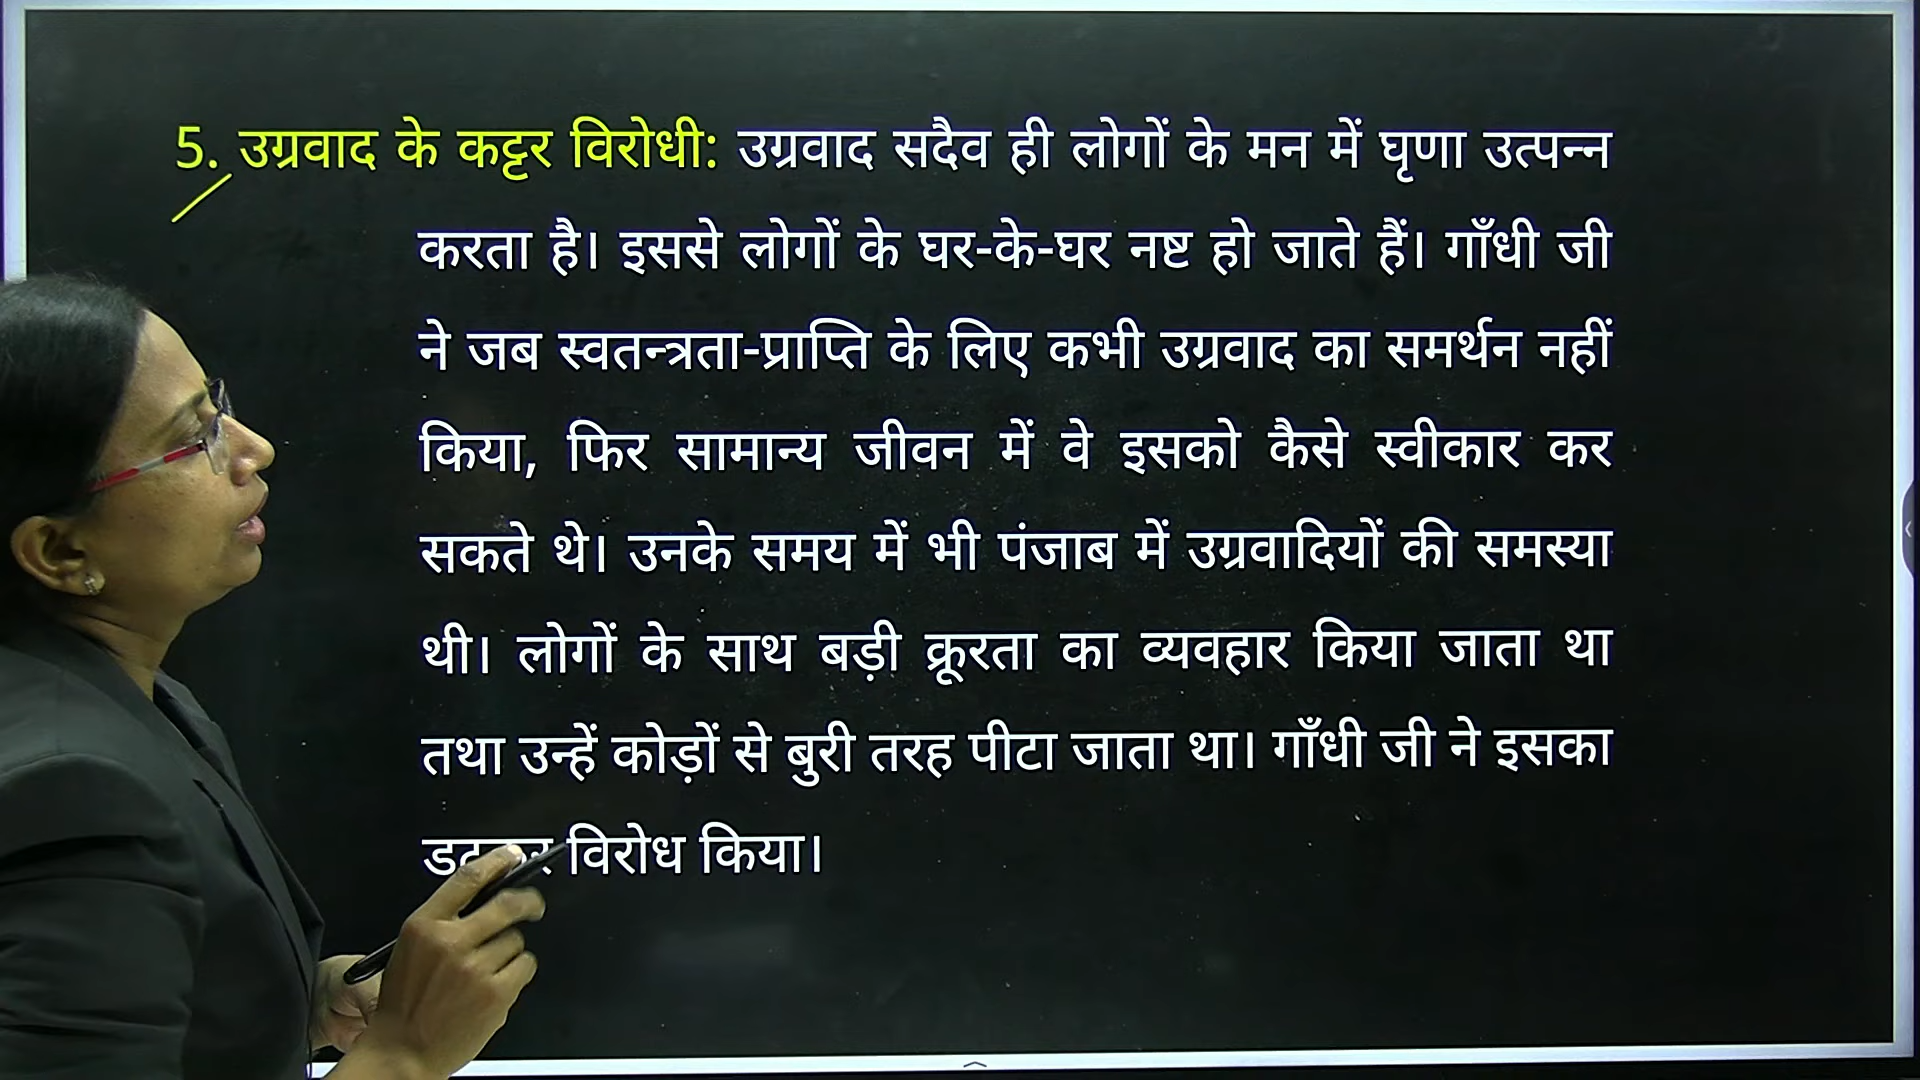 5. उग्रवाद के कट्टर विरोधी: उग्रवाद सदैव ही लोगों के मन में घृणा उत्पन्न
करता है। इससे लोगों के घर-के-घर नष्ट हो जाते हैं। गाँधी जी
ने जब स्वतन्त्रता-प्राप्ति के लिए कभी उग्रवाद का समर्थन नहीं
किया, फिर सामान्य जीवन में वे इसको कैसे स्वीकार कर
सकते थे। उनके समय में भी पंजाब में उग्रवादियों की समस्या
थी। लोगों के साथ बड़ी क्रूरता का व्यवहार किया जाता था
तथा उन्हें कोड़ों से बुरी तरह पीटा जाता था। गाँधी जी ने इसका
विरोध किया।